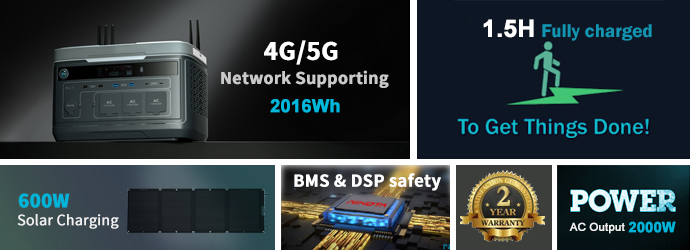 4G/5G
Network Supporting
2016Wh
1.5H Fully charged
To Get Things Done!
600W
Solar Charging
BMS & DSP safety
2
YEAR
WARRANTY
POWER
AC Output 2000W